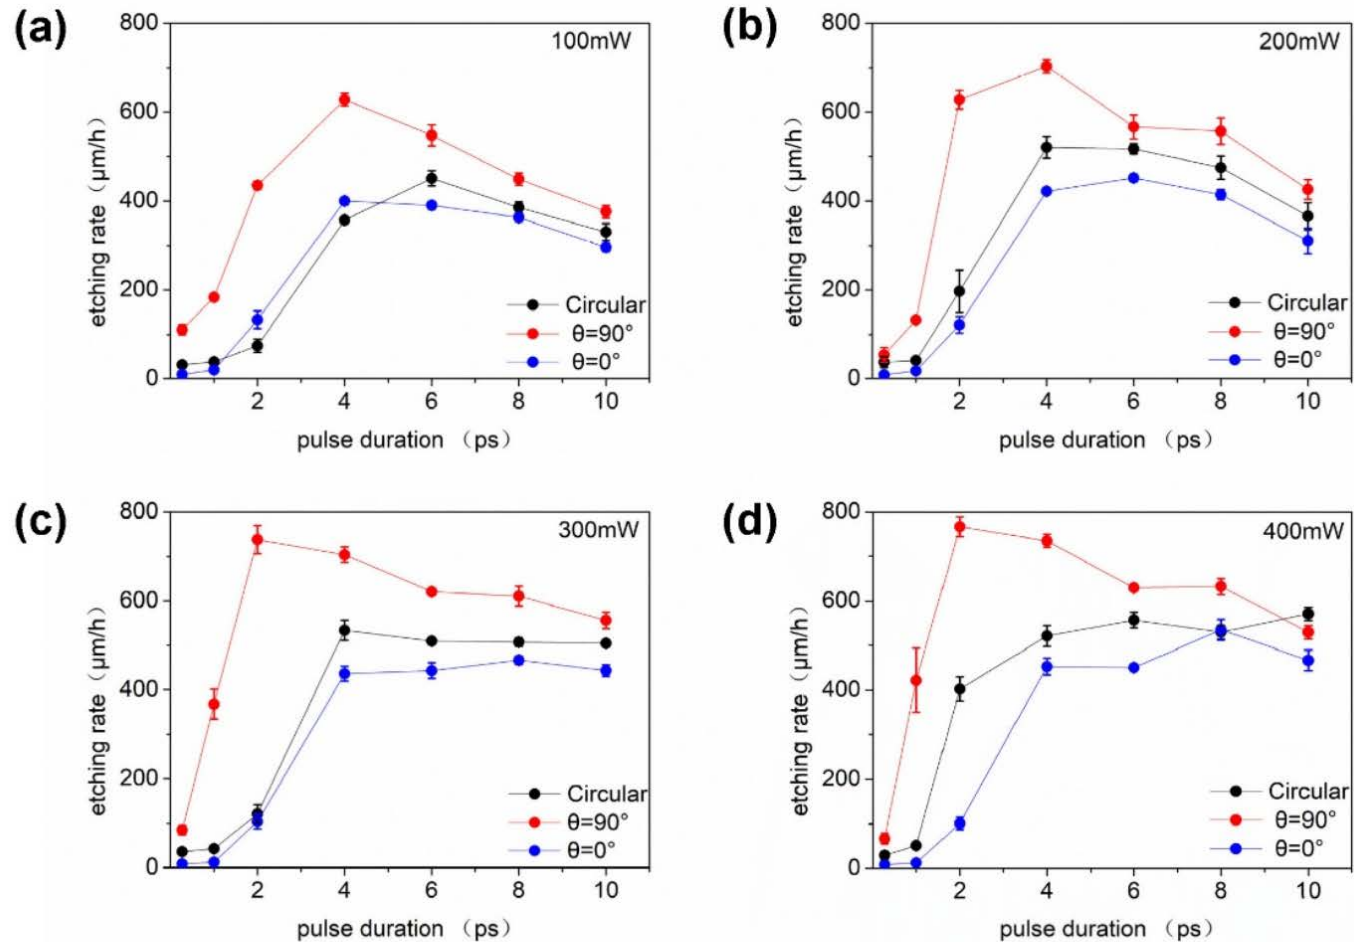 (a)
100mW
800
600
400
200
0
etching rate（μm/h）
Circular
θ=90°
θ=0°
2 4 6 8 10
pulse duration （ps）
(b)
200mW
800
600
400
200
0
etching rate（μm/h）
Circular
θ=90°
θ=0°
2 4 6 8 10
pulse duration （ps）
(c)
300mW
800
600
400
200
0
etching rate（μm/h）
Circular
θ=90°
θ=0°
2 4 6 8 10
pulse duration （ps）
(d)
400mW
800
600
400
200
0
etching rate（μm/h）
Circular
θ=90°
θ=0°
2 4 6 8 10
pulse duration （ps）